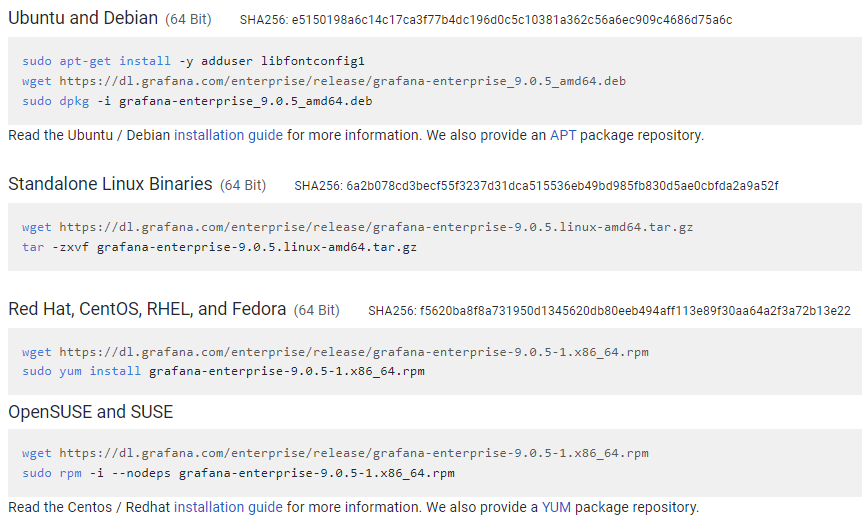 Ubuntu and Debian (64 Bit) SHA256: e5150198a6c14c17ca3f77b4dc196d0c5c10381a362c56a6ec909c4686d75a6c
sudo apt-get install -y adduser libfontconfig1
wget https://dl.grafana.com/enterprise/release/grafana-enterprise_9.0.5_amd64.deb
sudo dpkg -i grafana-enterprise_9.0.5_amd64.deb
Read the Ubuntu / Debian installation guide for more information. We also provide an APT package repository.
Standalone Linux Binaries (64 Bit) SHA256: 6a2b078cd3becf55f3237d31dca515536eb49bd985fb830d5ae0cbfda2a9a52f
wget https://dl.grafana.com/enterprise/release/grafana-enterprise-9.0.5.linux-amd64.tar.gz
tar -zxvf grafana-enterprise-9.0.5.linux-amd64.tar.gz
Red Hat, CentOS, RHEL, and Fedora (64 Bit) SHA256: f5620ba8f8a731950d1345620db80eeb494aff113e89f30aa64a2f3a72b13e22
wget https://dl.grafana.com/enterprise/release/grafana-enterprise-9.0.5-1.x86_64.rpm
sudo yum install grafana-enterprise-9.0.5-1.x86_64.rpm
OpenSUSE and SUSE
wget https://dl.grafana.com/enterprise/release/grafana-enterprise-9.0.5-1.x86_64.rpm
sudo rpm -i --nodeps grafana-enterprise-9.0.5-1.x86_64.rpm
Read the Centos / Redhat installation guide for more information. We also provide a YUM package repository.